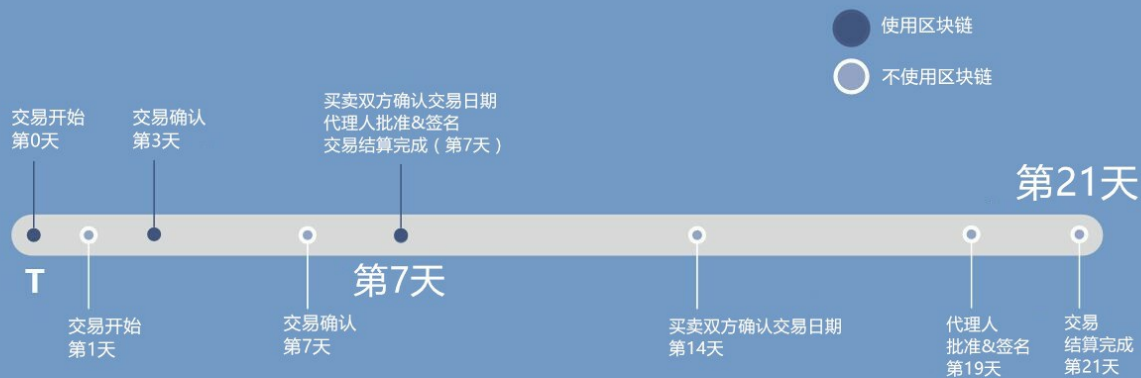 使用区块链
不使用区块链
交易开始
第0天
交易确认
第3天
买卖双方确认交易日期
代理人批准&签名
交易结算完成（第7天）
第21天
T
第7天
交易开始
第1天
交易确认
第7天
买卖双方确认交易日期
第14天
代理人
批准&签名
第19天
交易
结算完成
第21天